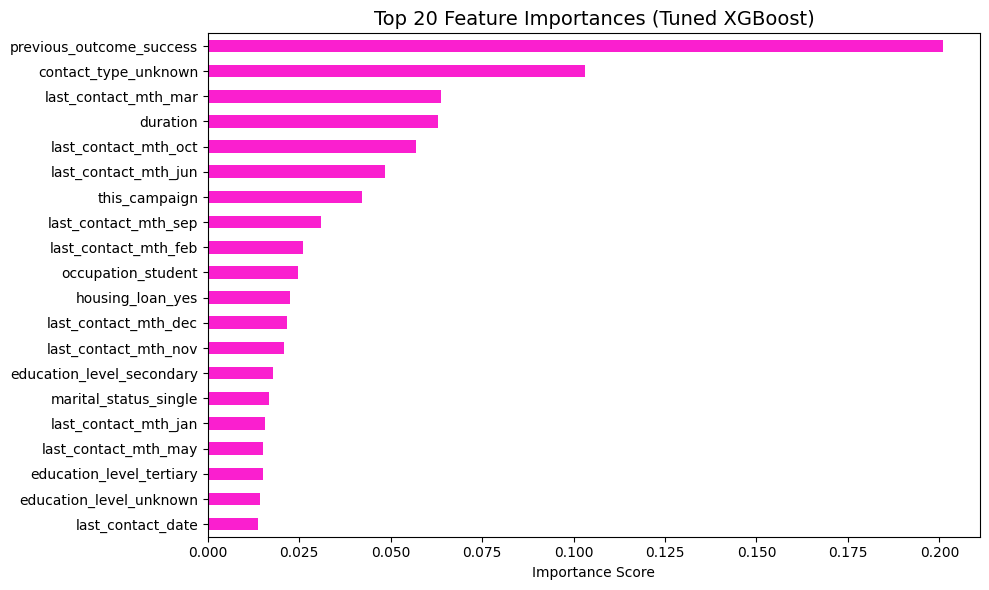 Top 20 Feature Importances (Tuned XGBoost)
previous_outcome_success
contact_type_unknown
last_contact_mth_mar
duration
last_contact_mth_oct
last_contact_mth_jun
this_campaign
last_contact_mth_sep
last_contact_mth_feb
occupation_student
housing_loan_yes
last_contact_mth_dec
last_contact_mth_nov
education_level_secondary
marital_status_single
last_contact_mth_jan
last_contact_mth_may
education_level_tertiary
education_level_unknown
last_contact_date
0.000 0.025 0.050 0.075 0.100 0.125 0.150 0.175 0.200
Importance Score